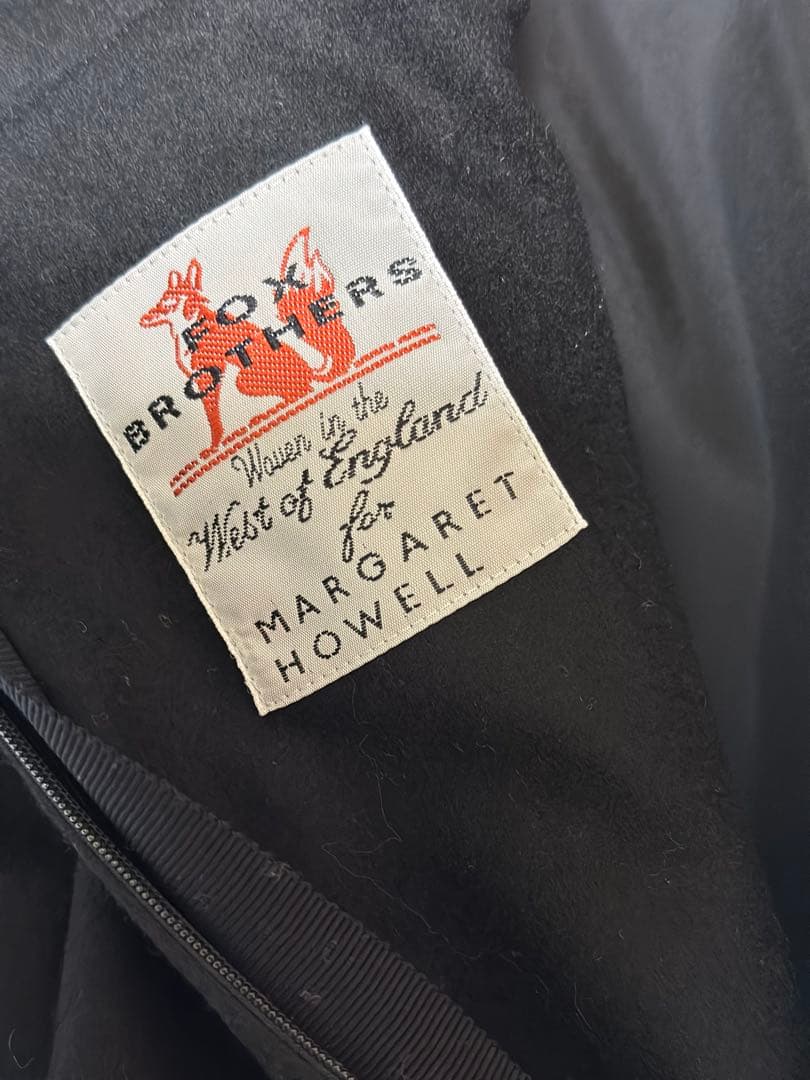 FOX
BROTHERS
Woven in the
West of England
for
MARGARET
HOWELL